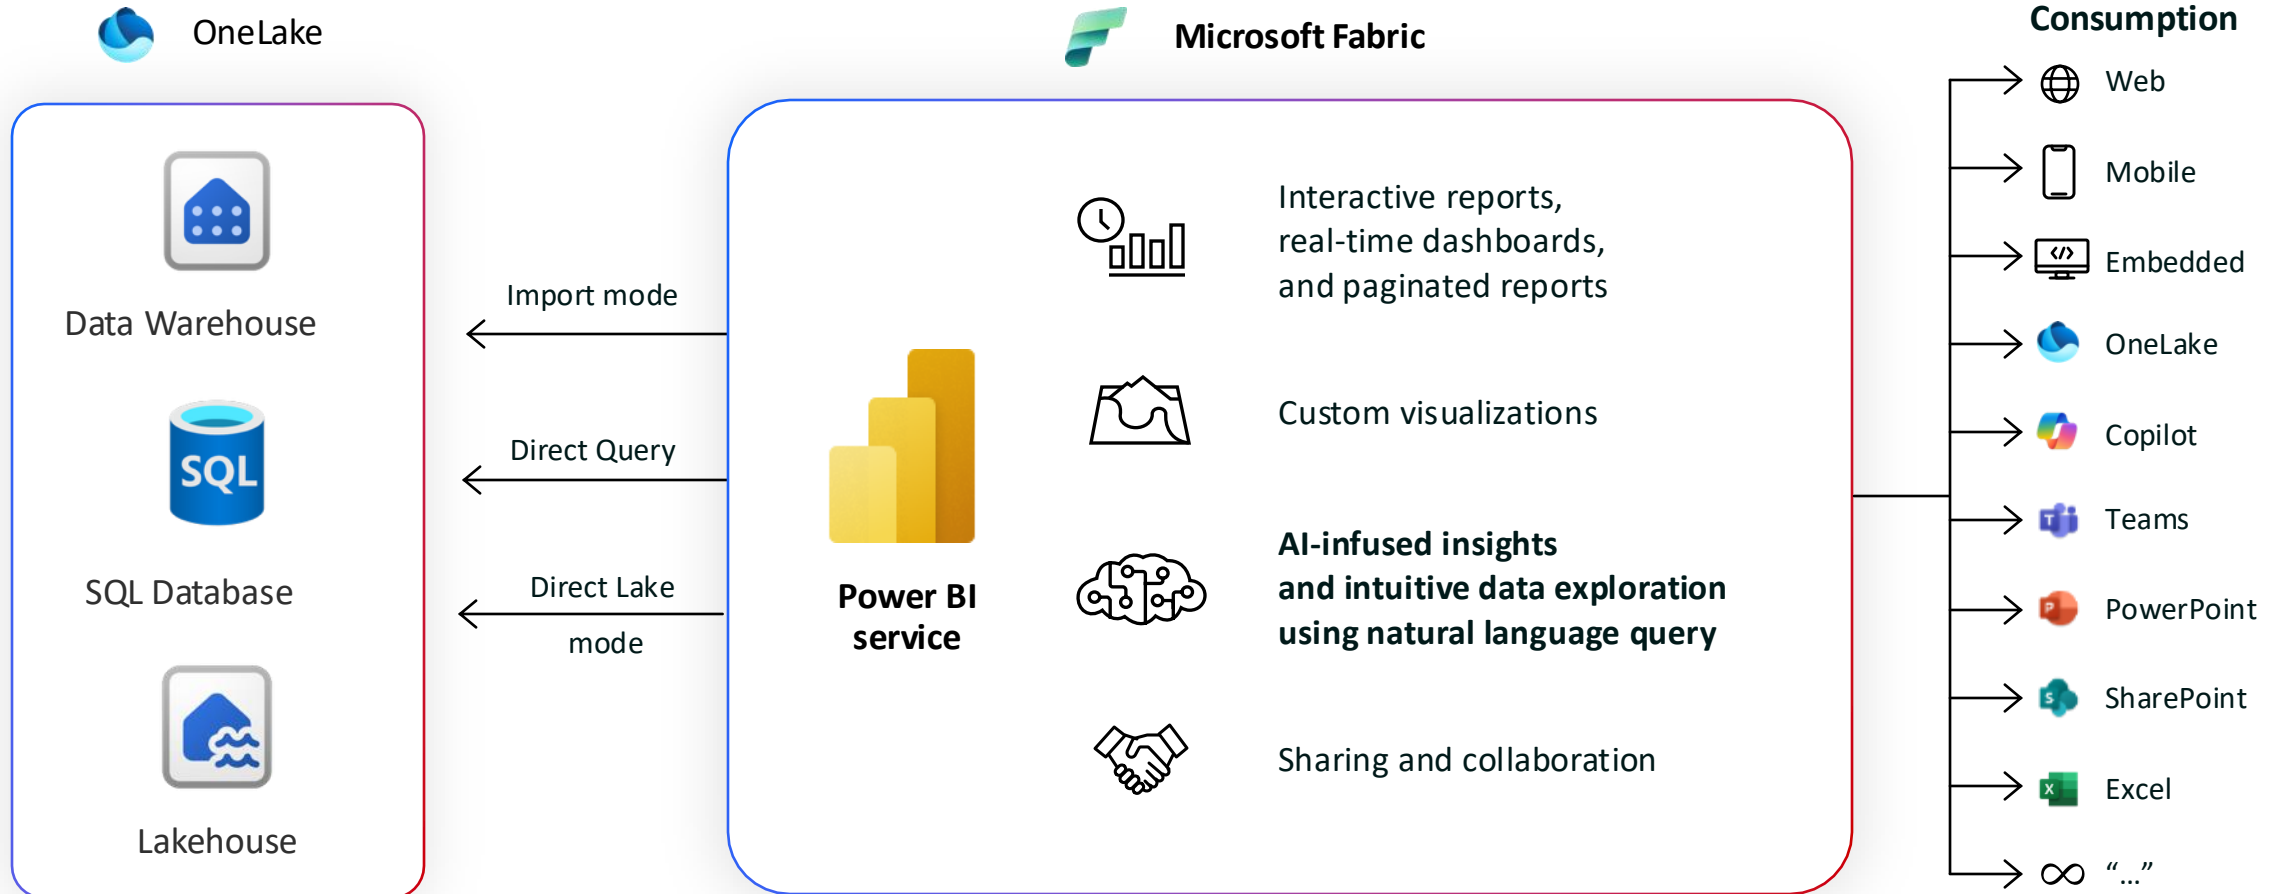 OneLake
Data Warehouse
SQL
SQL Database
Lakehouse
Import mode
Direct Query
Direct Lake
mode
Microsoft Fabric
Power BI
service
Interactive reports,
real-time dashboards,
and paginated reports
Custom visualizations
AI-infused insights
and intuitive data exploration
using natural language query
Sharing and collaboration
Consumption
Web
Mobile
</>
Embedded
OneLake
Copilot
T
Teams
P
PowerPoint
S
SharePoint
X
Excel
“…”